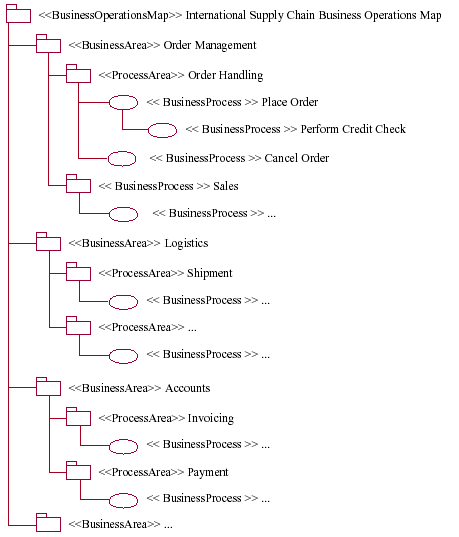 <<BusinessOperationsMap>> International Supply Chain Business Operations Map
<<BusinessArea>> Order Management
<<ProcessArea>> Order Handling
<< BusinessProcess >> Place Order
<< BusinessProcess >> Perform Credit Check
<< BusinessProcess >> Cancel Order
<< BusinessProcess >> Sales
<< BusinessProcess >> ...
<<BusinessArea>> Logistics
<<ProcessArea>> Shipment
<< BusinessProcess >> ...
<<ProcessArea>> ...
<< BusinessProcess >> ...
<<BusinessArea>> Accounts
<<ProcessArea>> Invoicing
<< BusinessProcess >> ...
<<ProcessArea>> Payment
<< BusinessProcess >> ...
<<BusinessArea>> ...